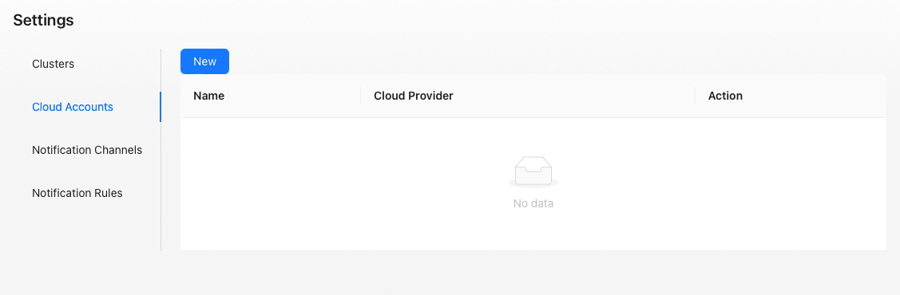 Settings
Clusters
Cloud Accounts
Notification Channels
Notification Rules
New
Name Cloud Provider Action
No data